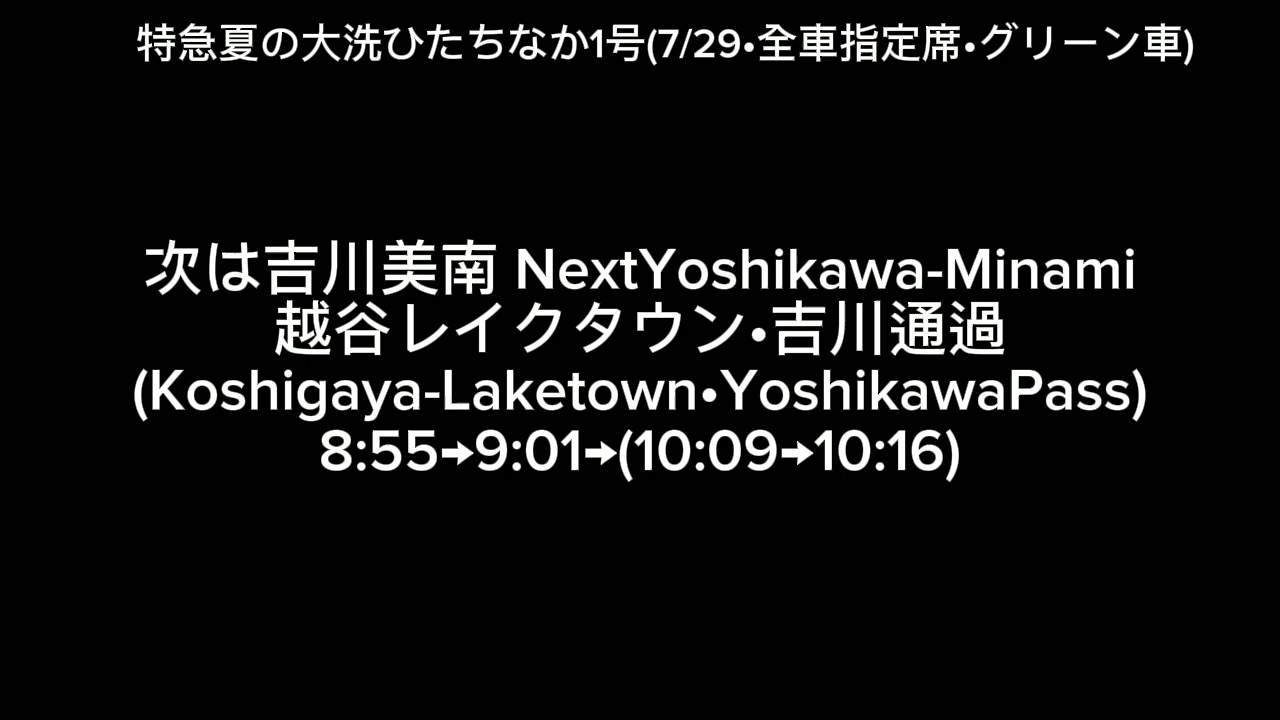 特急夏の大洗ひたちなか1号(7/29•全車指定席•グリーン車)
次は吉川美南 NextYoshikawa-Minami
越谷レイクタウン•吉川通過
(Koshigaya-Laketown•YoshikawaPass)
8:55→9:01→(10:09→10:16)